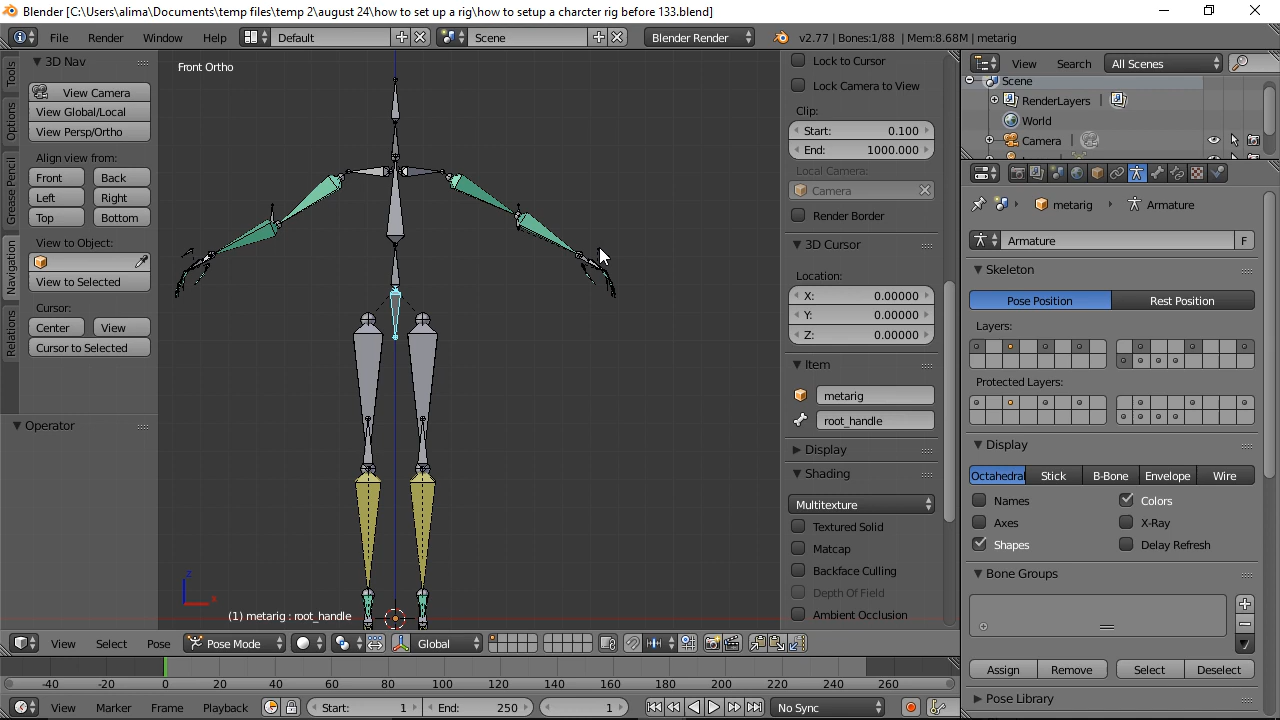 Blender [C:\Users\alima\Documents\temp files\temp 2\august 24\how to set up a rig\how to setup a charcter rig before 133.blend]
File Render Window Help Default Scene Blender Render v2.77 | Bones:1/88 | Mem:8.68M | metarig
Tools
Options
Grease Pencil
Navigation
Relations
3D Nav
View Camera
View Global/Local
View Persp/Ortho
Align view from:
Front Back
Left Right
Top Bottom
View to Object:
View to Selected
Cursor:
Center View
Cursor to Selected
Operator
Front Ortho
Z
(1) metarig : root_handle
Lock to Cursor
Lock Camera to View
Clip:
Start: 0.100
End: 1000.000
Local Camera:
Camera
Render Border
3D Cursor
Location:
X: 0.00000
Y: 0.00000
Z: 0.00000
Item
metarig
root_handle
Display
Shading
Multitexture
Textured Solid
Matcap
Backface Culling
Depth Of Field
Ambient Occlusion
View Search All Scenes
Scene
RenderLayers |
World
Camera |
metarig Armature
Armature F
Skeleton
Pose Position Rest Position
Layers:
Protected Layers:
Display
Octahedral Stick B-Bone Envelope Wire
Names Colors
Axes X-Ray
Shapes Delay Refresh
Bone Groups
Assign Remove Select Deselect
Pose Library
View Select Pose Pose Mode Global
-40 -20 0 20 40 60 80 100 120 140 160 180 200 220 240 260
View Marker Frame Playback Start: 1 End: 250 1 No Sync